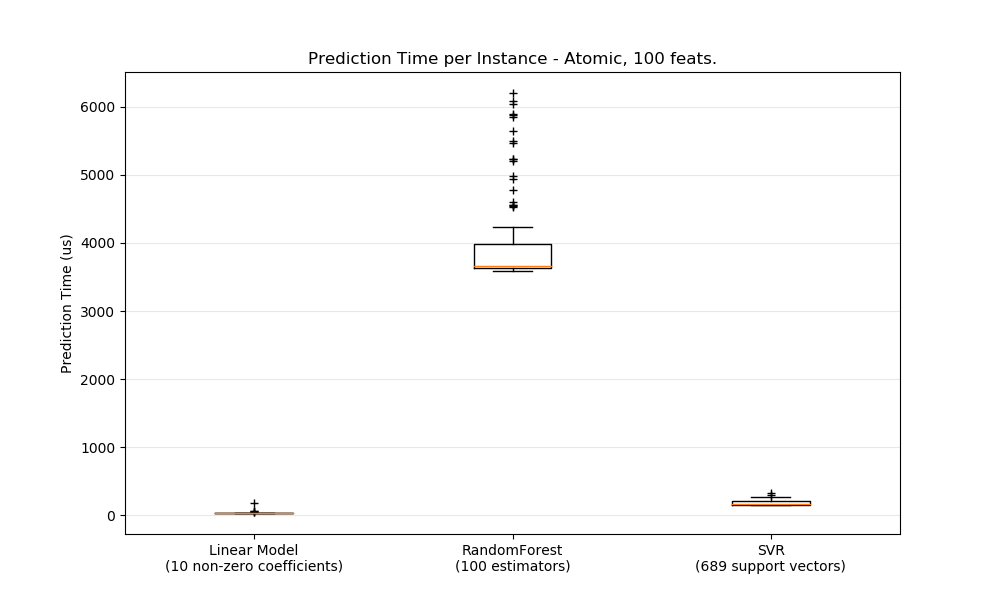 Prediction Time per Instance - Atomic, 100 feats.
Prediction Time (us)
6000
5000
4000
3000
2000
1000
0
Linear Model
(10 non-zero coefficients)
RandomForest
(100 estimators)
SVR
(689 support vectors)